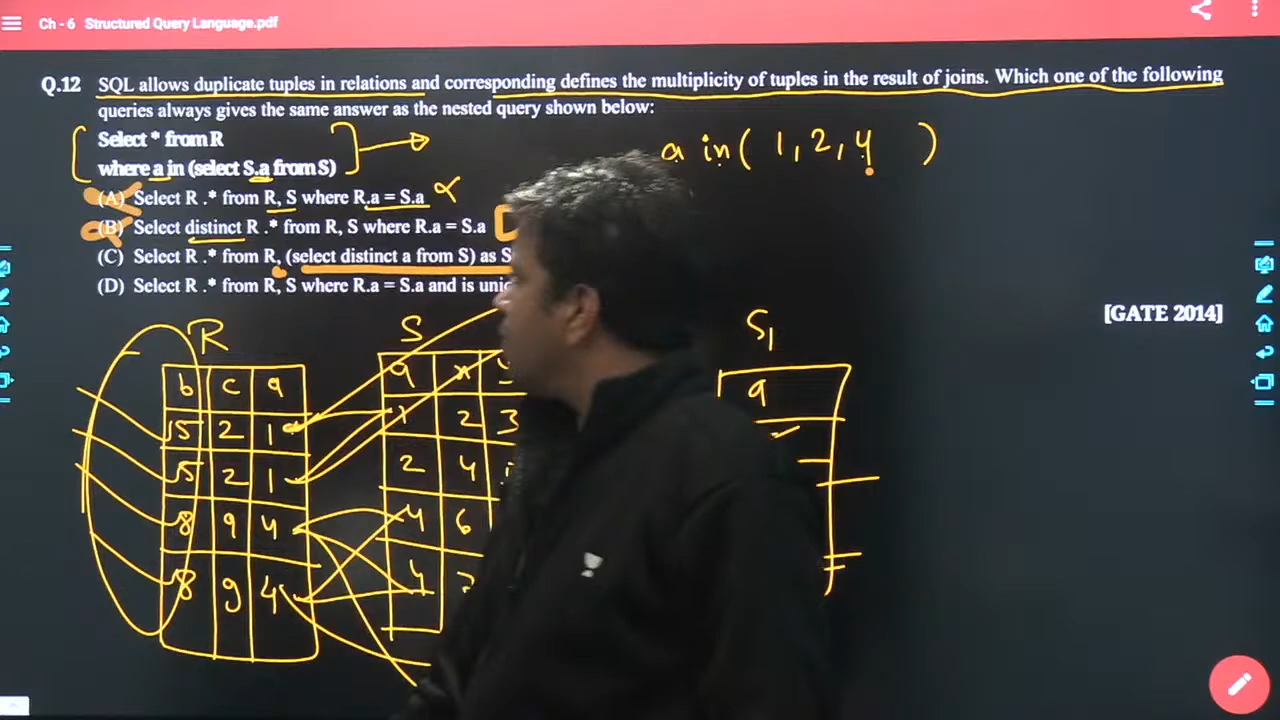 Ch - 6 Structured Query Language.pdf
Q.12 SQL allows duplicate tuples in relations and corresponding defines the multiplicity of tuples in the result of joins. Which one of the following
queries always gives the same answer as the nested query shown below:
Select * from R
where a in (select S.a from S)
a in ( 1, 2, 4 )
(A) Select R .* from R, S where R.a = S.a
(B) Select distinct R .* from R, S where R.a = S.a
(C) Select R .* from R, (select distinct a from S) as S
(D) Select R .* from R, S where R.a = S.a and is
[GATE 2014]
R S S1
b c a
5 2 1
5 2 1
8 9 4
8 9 4
a x
1 2 3
2 4
4 6
4
a